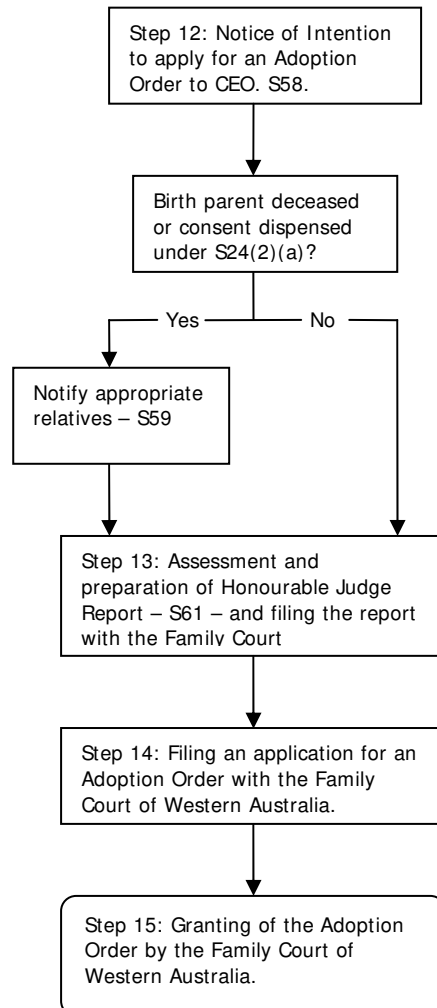 Step 12: Notice of Intention
to apply for an Adoption
Order to CEO. S58.
Birth parent deceased
or consent dispensed
under S24(2)(a)?
Yes
No
Notify appropriate
relatives – S59
Step 13: Assessment and
preparation of Honourable Judge
Report – S61 – and filing the report
with the Family Court
Step 14: Filing an application for an
Adoption Order with the Family
Court of Western Australia.
Step 15: Granting of the Adoption
Order by the Family Court of
Western Australia.